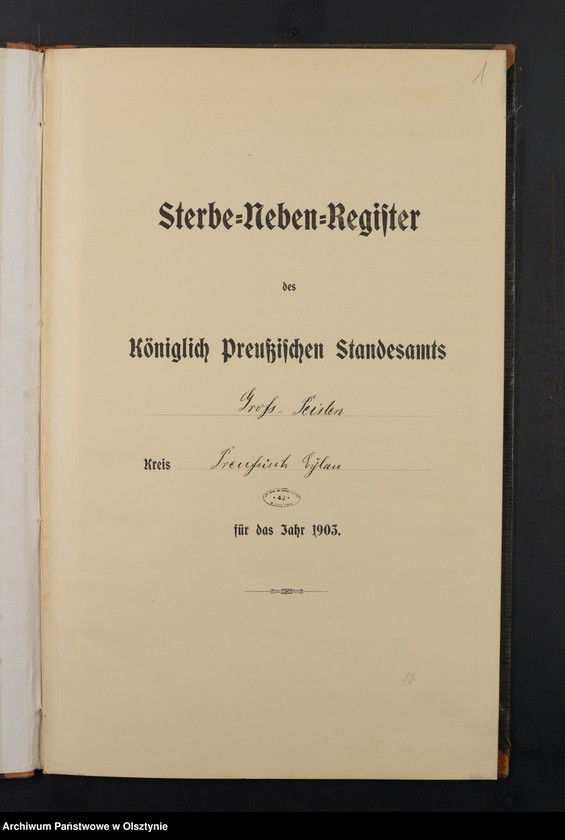 1
Sterbe=Neben=Register
des
Königlich Preußischen Standesamts
Gross-Peisten
Kreis Preussisch Eylau
42
für das Jahr 1903.
Archiwum Państwowe w Olsztynie